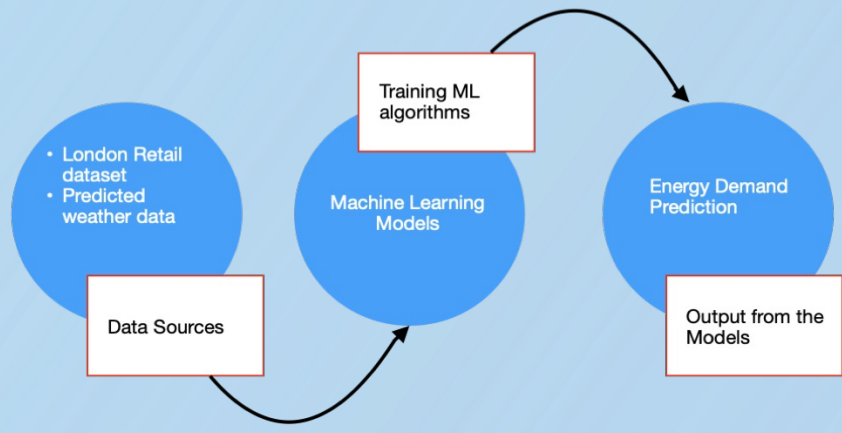 • London Retail
dataset
• Predicted
weather data
Data Sources
Training ML
algorithms
Machine Learning
Models
Energy Demand
Prediction
Output from the
Models